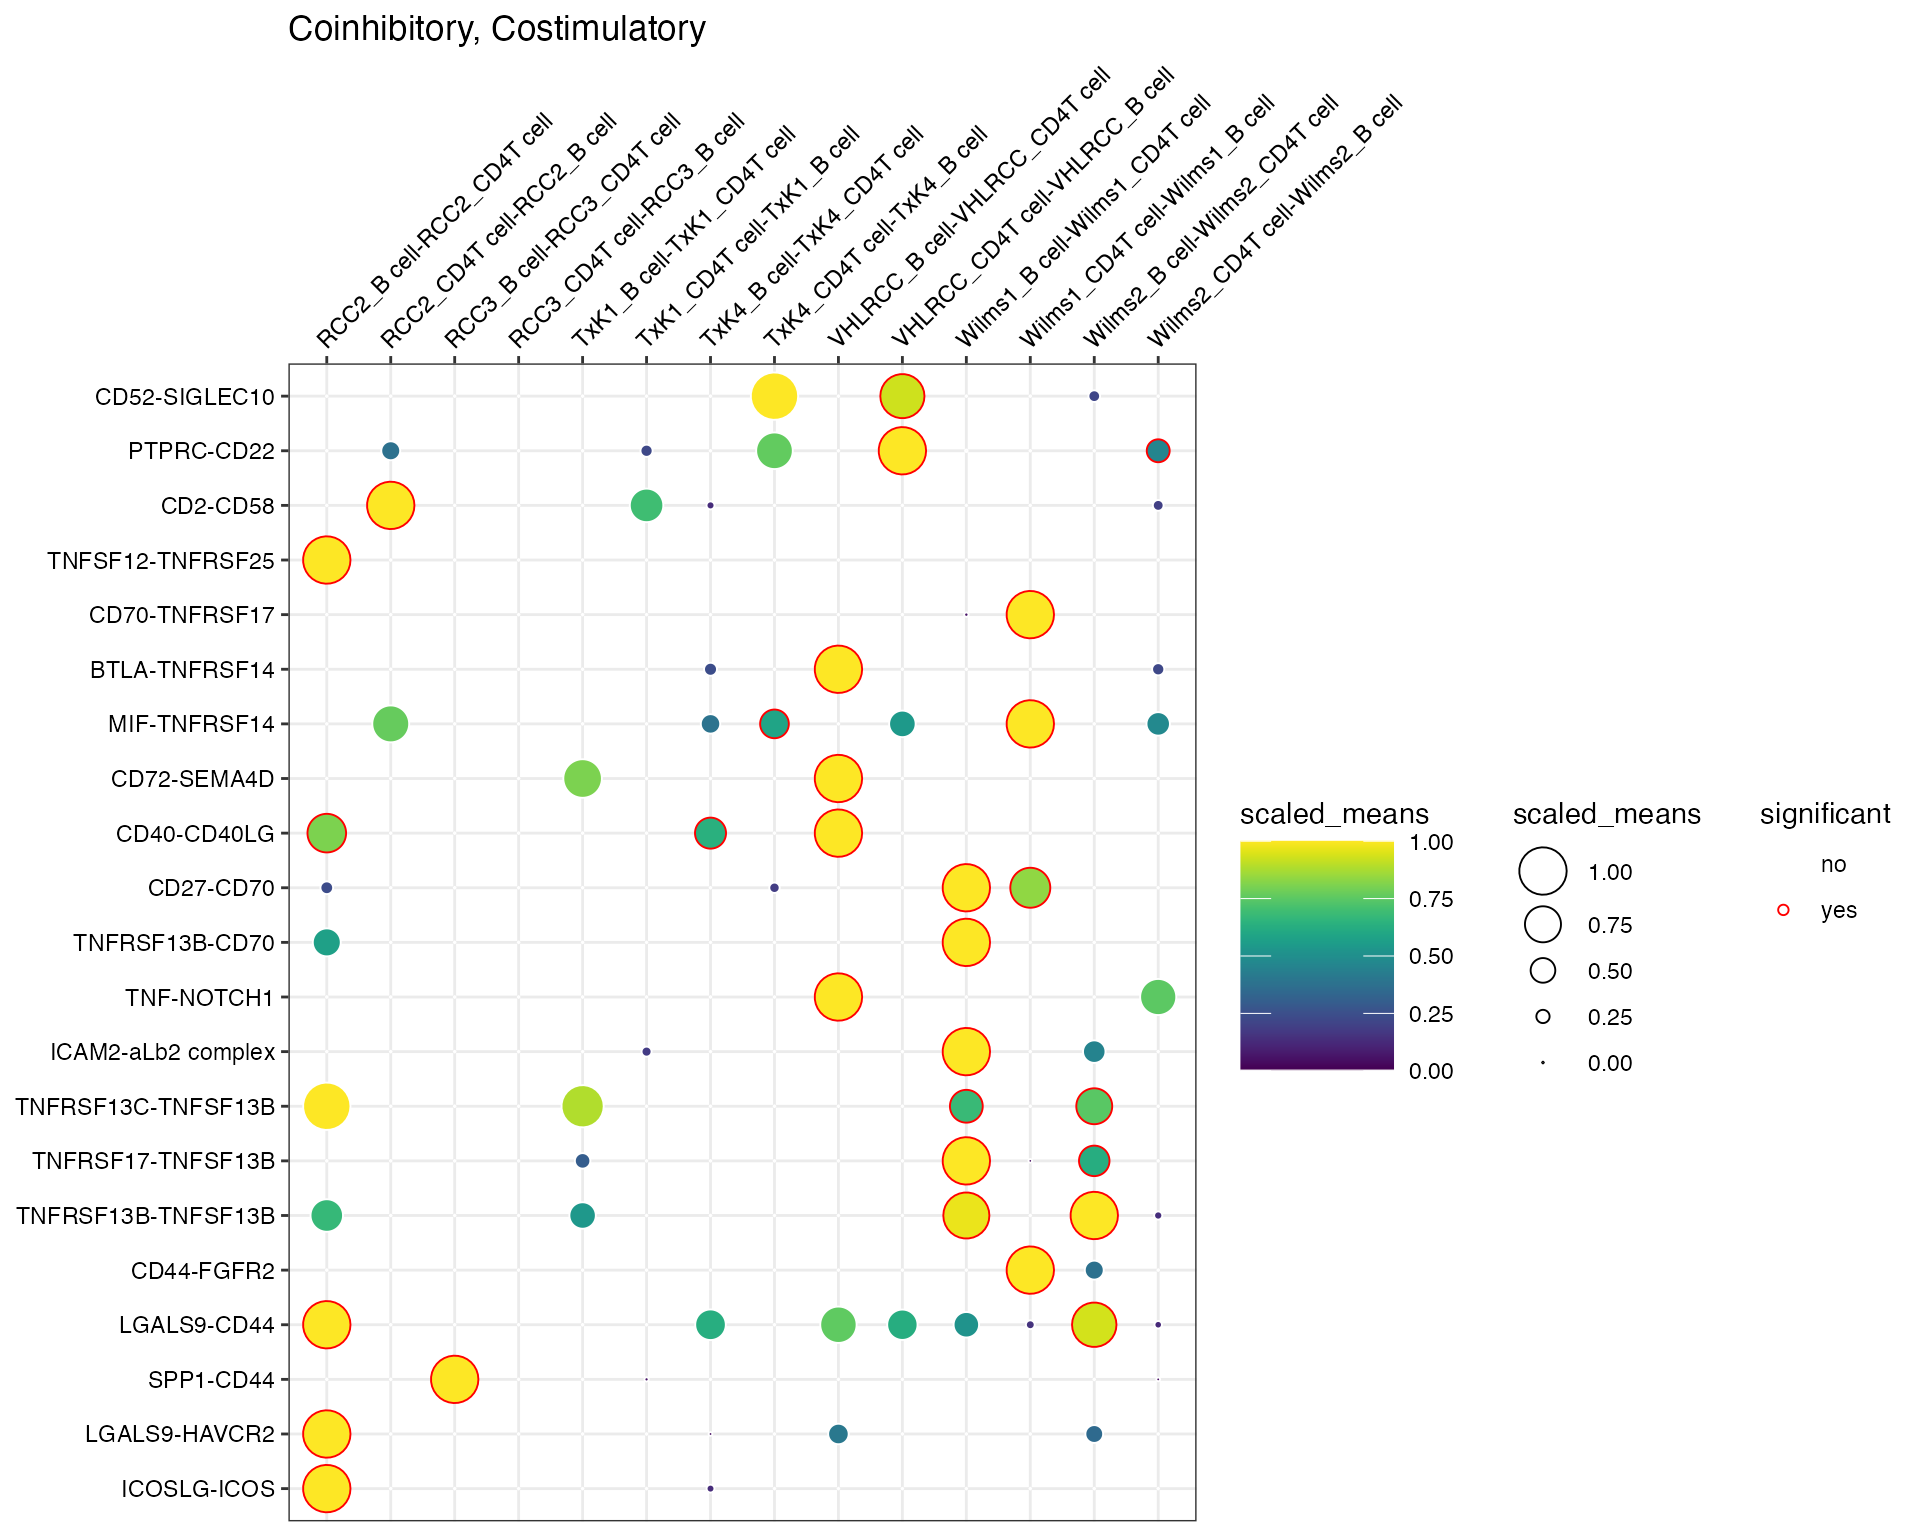 Coinhibitory, Costimulatory
RCC2_B cell-RCC2_CD4T cell
RCC2_CD4T cell-RCC2_B cell
RCC3_B cell-RCC3_CD4T cell
RCC3_CD4T cell-RCC3_B cell
TxK1_B cell-TxK1_CD4T cell
TxK1_CD4T cell-TxK1_B cell
TxK4_B cell-TxK4_CD4T cell
TxK4_CD4T cell-TxK4_B cell
VHLRCC_B cell-VHLRCC_CD4T cell
VHLRCC_CD4T cell-VHLRCC_B cell
Wilms1_B cell-Wilms1_CD4T cell
Wilms1_CD4T cell-Wilms1_B cell
Wilms2_B cell-Wilms2_CD4T cell
Wilms2_CD4T cell-Wilms2_B cell
CD52-SIGLEC10
PTPRC-CD22
CD2-CD58
TNFSF12-TNFRSF25
CD70-TNFRSF17
BTLA-TNFRSF14
MIF-TNFRSF14
CD72-SEMA4D
CD40-CD40LG
CD27-CD70
TNFRSF13B-CD70
TNF-NOTCH1
ICAM2-aLb2 complex
TNFRSF13C-TNFSF13B
TNFRSF17-TNFSF13B
TNFRSF13B-TNFSF13B
CD44-FGFR2
LGALS9-CD44
SPP1-CD44
LGALS9-HAVCR2
ICOSLG-ICOS
scaled_means
1.00
0.75
0.50
0.25
0.00
scaled_means
1.00
0.75
0.50
0.25
0.00
significant
no
yes